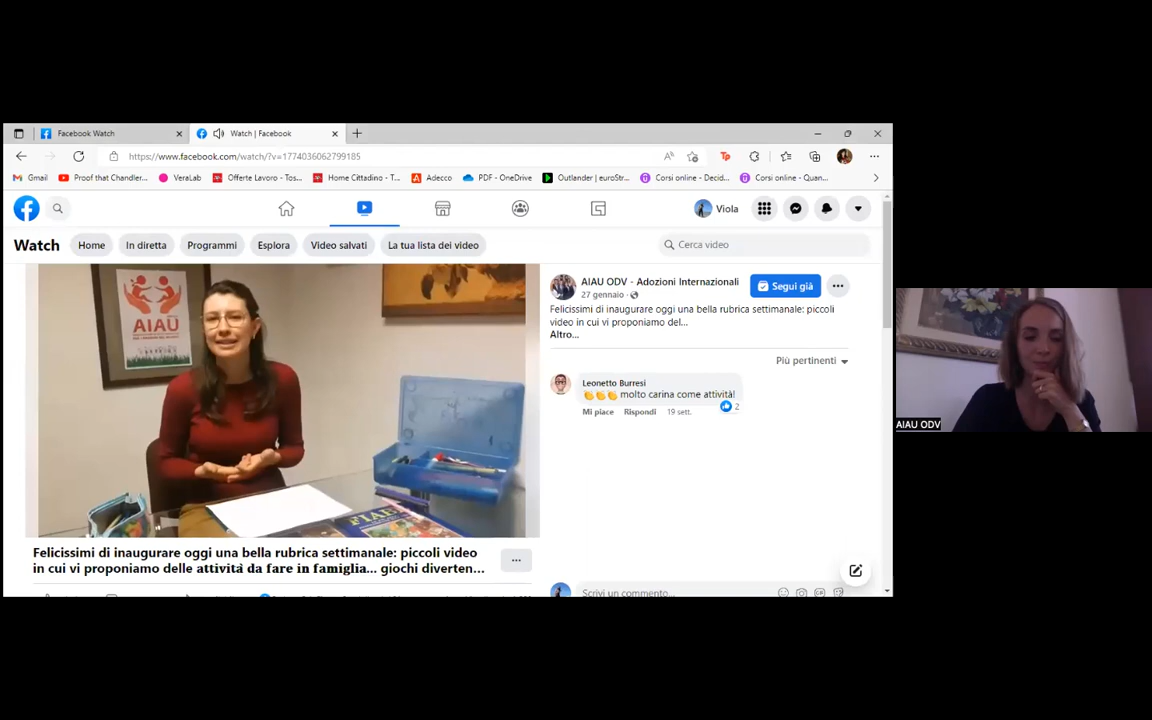 Facebook Watch
Watch | Facebook
https://www.facebook.com/watch/?v=1774036062799185
Gmail
Proof that Chandler...
VeraLab
Offerte Lavoro - Tos...
Home Cittadino - T...
Adecco
PDF - OneDrive
Outlander | euroStr...
Corsi online - Decid...
Corsi online - Quan...
Viola
Watch
Home
In diretta
Programmi
Esplora
Video salvati
La tua lista dei video
Cerca video
AIAU
FIAB
AIAU ODV - Adozioni Internazionali
Segui già
27 gennaio
Felicissimi di inaugurare oggi una bella rubrica settimanale: piccoli
video in cui vi proponiamo del...
Altro...
Più pertinenti
Leonetto Burresi
👏👏👏 molto carina come attività!
2
Mi piace Rispondi 19 sett.
Felicissimi di inaugurare oggi una bella rubrica settimanale: piccoli video
in cui vi proponiamo delle attività da fare in famiglia... giochi diverten...
Scrivi un commento...
AIAU ODV